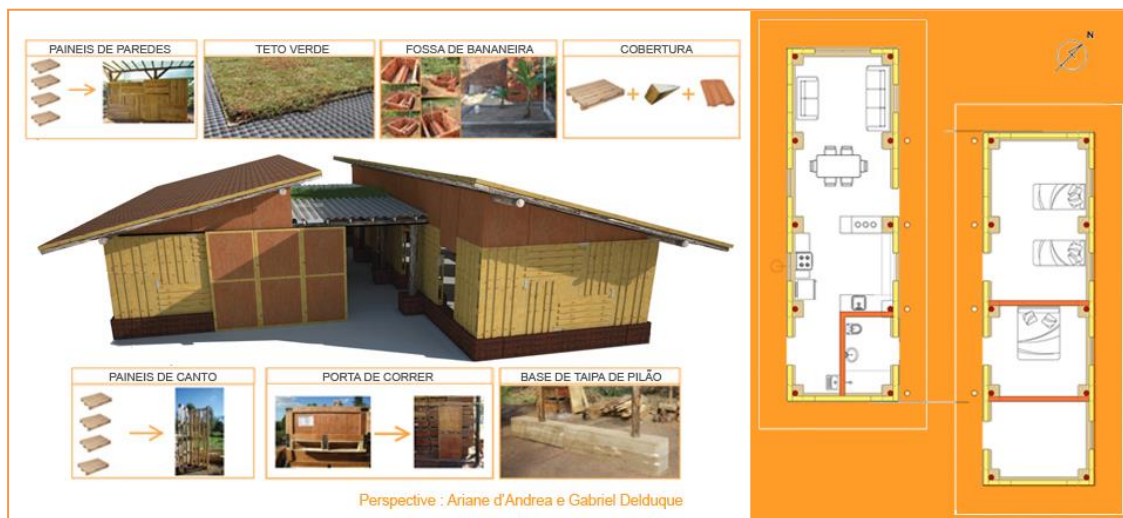 PAINEIS DE PAREDES
TETO VERDE
FOSSA DE BANANEIRA
COBERTURA
N
PAINEIS DE CANTO
PORTA DE CORRER
BASE DE TAIPA DE PILÃO
Perspective : Ariane d'Andrea e Gabriel Delduque